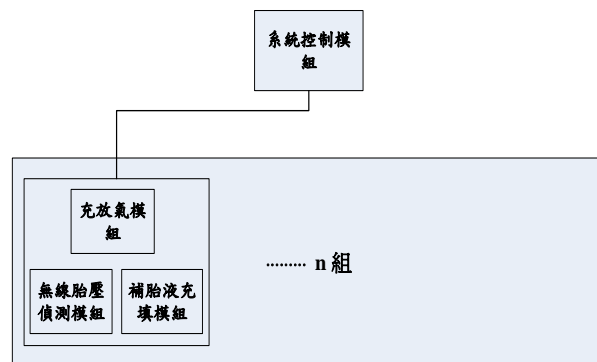 系統控制模
組
充放氣模
組
無線胎壓
偵測模組
補胎液充
填模組
......... n 組